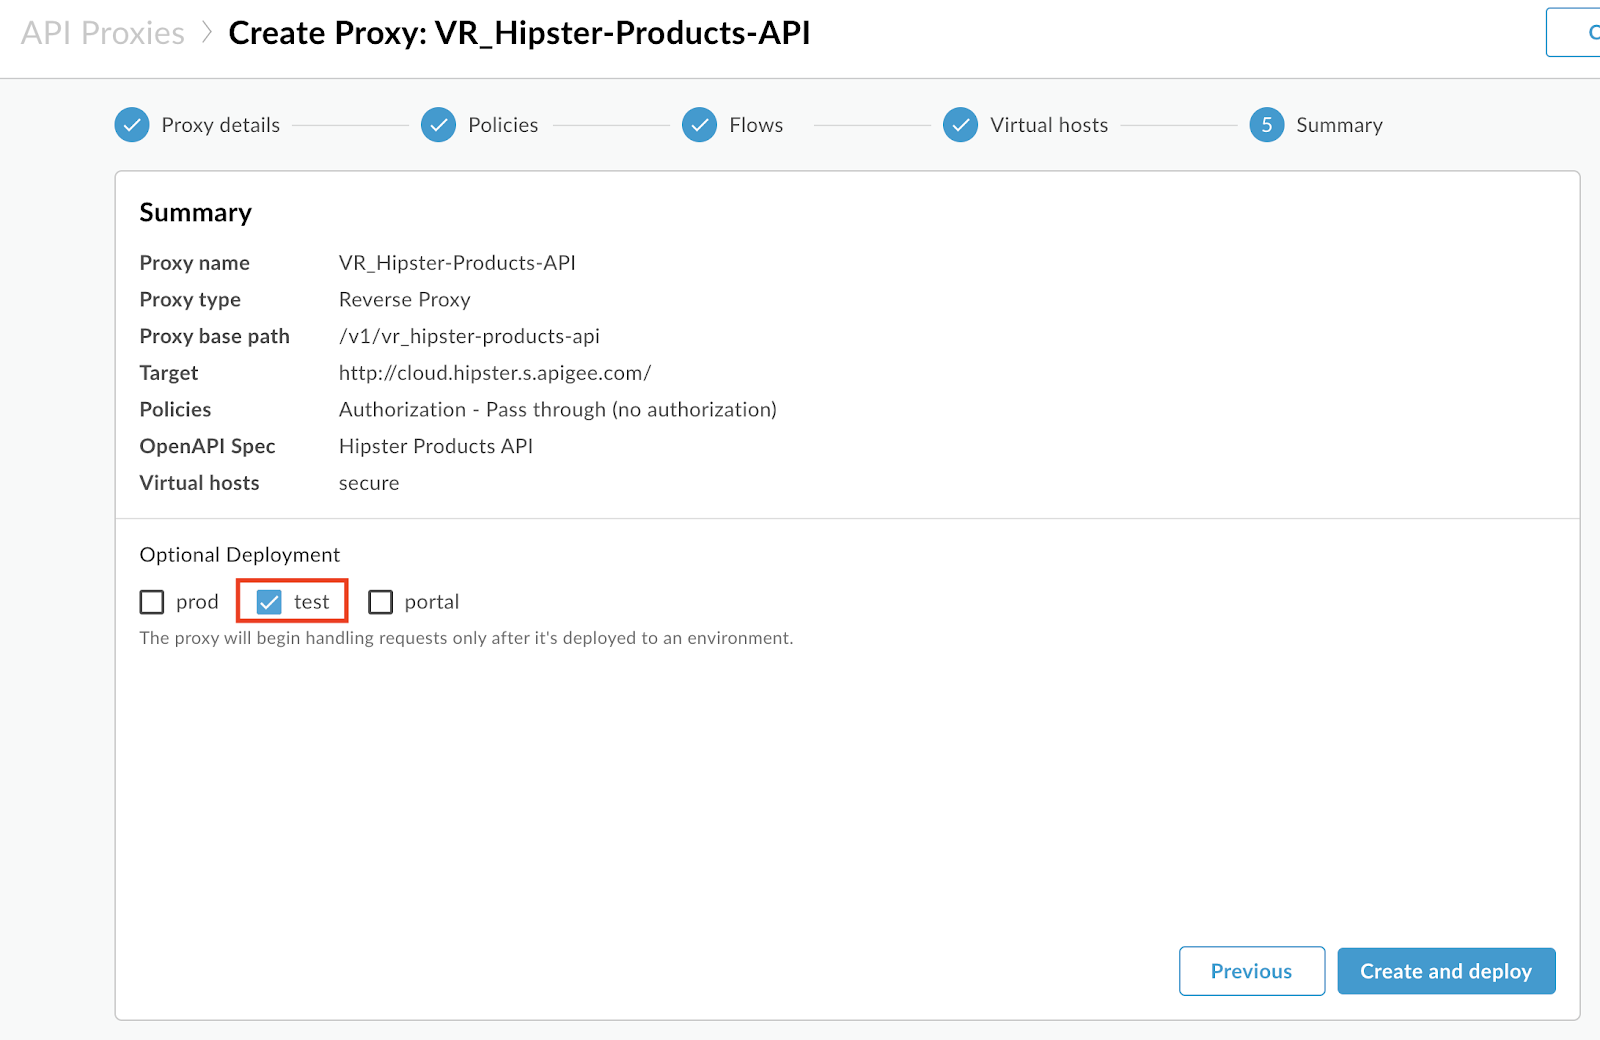 API Proxies > Create Proxy: VR_Hipster-Products-API
Proxy details Policies Flows Virtual hosts 5 Summary
Summary
Proxy name VR_Hipster-Products-API
Proxy type Reverse Proxy
Proxy base path /v1/vr_hipster-products-api
Target http://cloud.hipster.s.apigee.com/
Policies Authorization - Pass through (no authorization)
OpenAPI Spec Hipster Products API
Virtual hosts secure
Optional Deployment
prod test portal
The proxy will begin handling requests only after it's deployed to an environment.
Previous Create and deploy